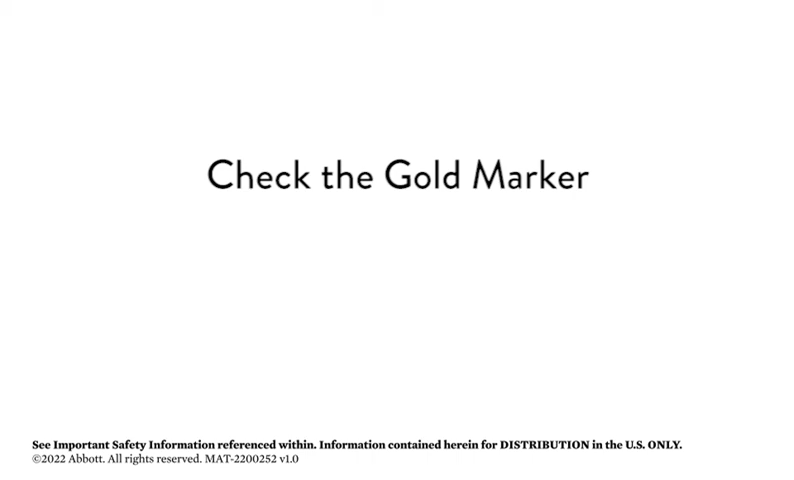 Check the Gold Marker
See Important Safety Information referenced within. Information contained herein for DISTRIBUTION in the U.S. ONLY.
©2022 Abbott. All rights reserved. MAT-2200252 v1.0